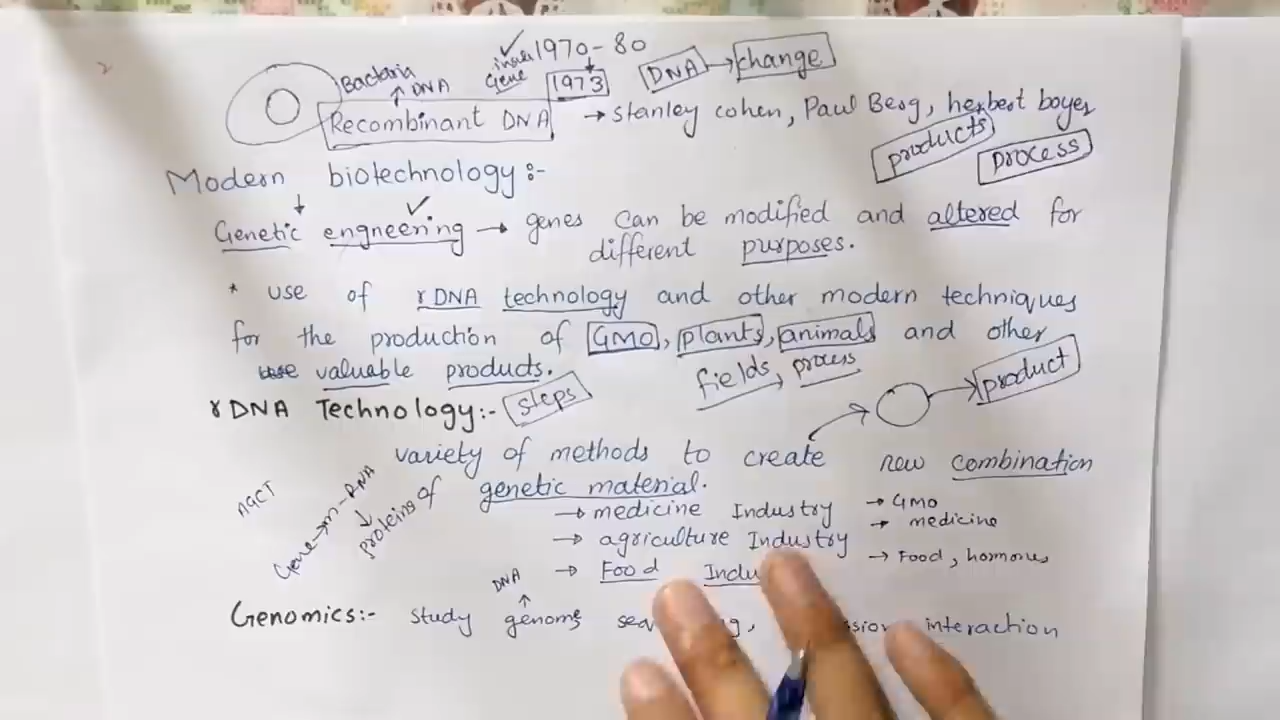 1970-80
insert
Gene
1973
DNA → change
Bacteria
DNA
Recombinant DNA → stanley cohen, Paul Berg, herbert boyer
products
process
Modern biotechnology:-
Genetic engneering → genes can be modified and altered for
different purposes.
* use of rDNA technology and other modern techniques
for the production of GMO, plants, animals and other
valuable products.
fields, process
product
rDNA Technology:- steps
variety of methods to create new combination
of genetic material.
AGCT
Gene → m-RNA
proteins
→ medicine Industry
→ agriculture Industry
→ Food
→ GMO
→ medicine
→ Food, hormones
DNA
Genomics:- study genoms interaction